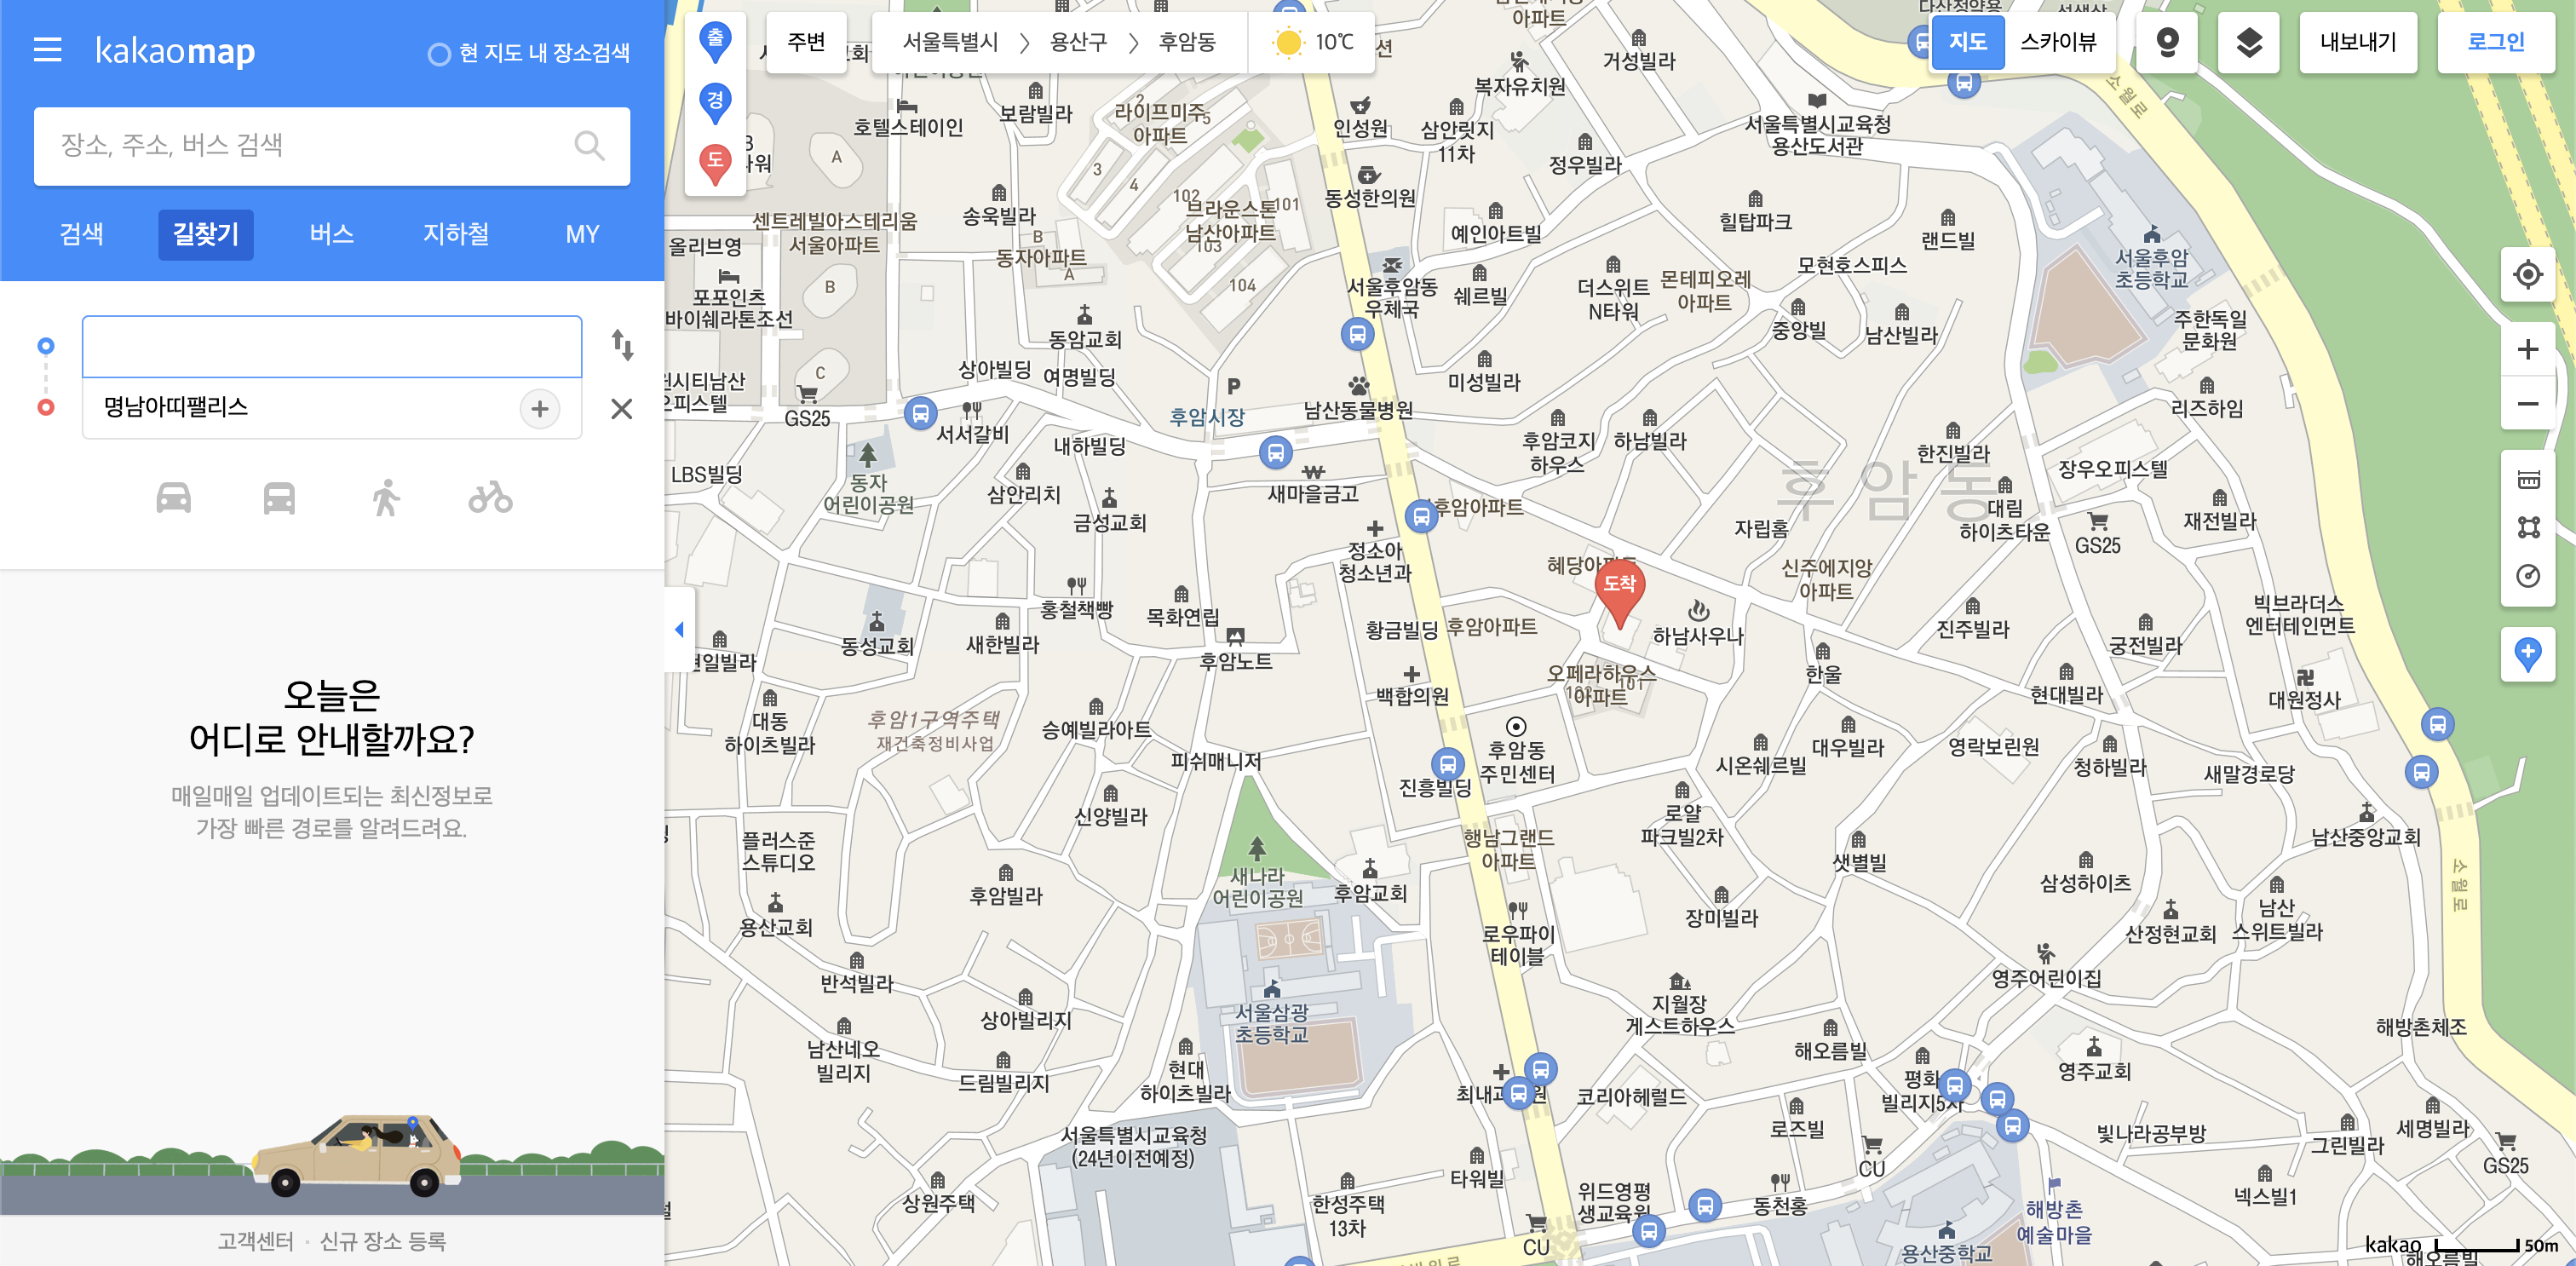 kakaomap
현 지도 내 장소검색
장소, 주소, 버스 검색
검색
길찾기
버스
지하철
MY
명남아띠팰리스
오늘은
어디로 안내할까요?
매일매일 업데이트되는 최신정보로
가장 빠른 경로를 알려드려요.
고객센터 · 신규 장소 등록
출
경
도
주변
서울특별시
용산구
후암동
10℃
지도
스카이뷰
내보내기
로그인
호텔스테인
보람빌라
라이프미주
아파트
2
5
3
4
A
인성원
삼안릿지
11차
복자유치원
거성빌라
정우빌라
서울특별시교육청
용산도서관
소월로
센트레빌아스테리움
서울아파트
송욱빌라
102
브라운스톤
101
남산아파트
103
동성한의원
예인아트빌
힐탑파크
랜드빌
서울후암
초등학교
올리브영
B
동자아파트
A
포포인츠
바이쉐라톤조선
B
104
서울후암동
우체국
쉐르빌
더스위트
N타워
몬테피오레
아파트
모현호스피스
중앙빌
남산빌라
주한독일
문화원
동암교회
C
상아빌딩
여명빌딩
미성빌라
GS25
서서갈비
P
후암시장
남산동물병원
후암코지
하우스
하남빌라
한진빌라
리즈하임
내하빌딩
LBS빌딩
동자
어린이공원
삼안리치
새마을금고
후암동
장우오피스텔
금성교회
후암아파트
자립홈
대림
하이츠타운
재전빌라
GS25
정소아
청소년과
신주에지앙
아파트
도착
홍철책빵
목화연립
하남사우나
동성교회
새한빌라
후암노트
황금빌딩
후암아파트
진주빌라
궁전빌라
빅브라더스
엔터테인먼트
대동
하이츠빌라
후암1구역주택
재건축정비사업
승예빌라아트
백합의원
오페라하우스
101
아파트
한울
현대빌라
대원정사
피쉬매니저
후암동
주민센터
진흥빌딩
시온쉐르빌
대우빌라
영락보린원
청하빌라
새말경로당
신양빌라
로얄
파크빌2차
플러스준
스튜디오
행남그랜드
아파트
샛별빌
남산중앙교회
후암빌라
새나라
어린이공원
후암교회
삼성하이츠
소월로
용산교회
장미빌라
로우파이
테이블
산정현교회
남산
스위트빌라
반석빌라
영주어린이집
상아빌리지
서울삼광
초등학교
지월장
게스트하우스
해방촌체조
남산네오
빌리지
드림빌리지
현대
하이츠빌라
해오름빌
영주교회
코리아헤럴드
로즈빌
서울특별시교육청
(24년이전예정)
빛나라공부방
그린빌라
세명빌라
상원주택
한성주택
13차
타워빌
위드영평
생교육원
동천홍
CU
CU
해방촌
예술마을
넥스빌1
GS25
용산중학교
kakao
50m